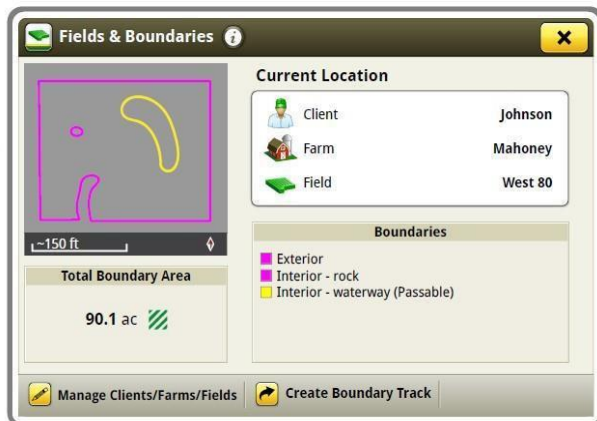 Fields & Boundaries i
Current Location
Client Johnson
Farm Mahoney
Field West 80
~150 ft
Total Boundary Area
90.1 ac
Boundaries
Exterior
Interior - rock
Interior - waterway (Passable)
Manage Clients/Farms/Fields
Create Boundary Track